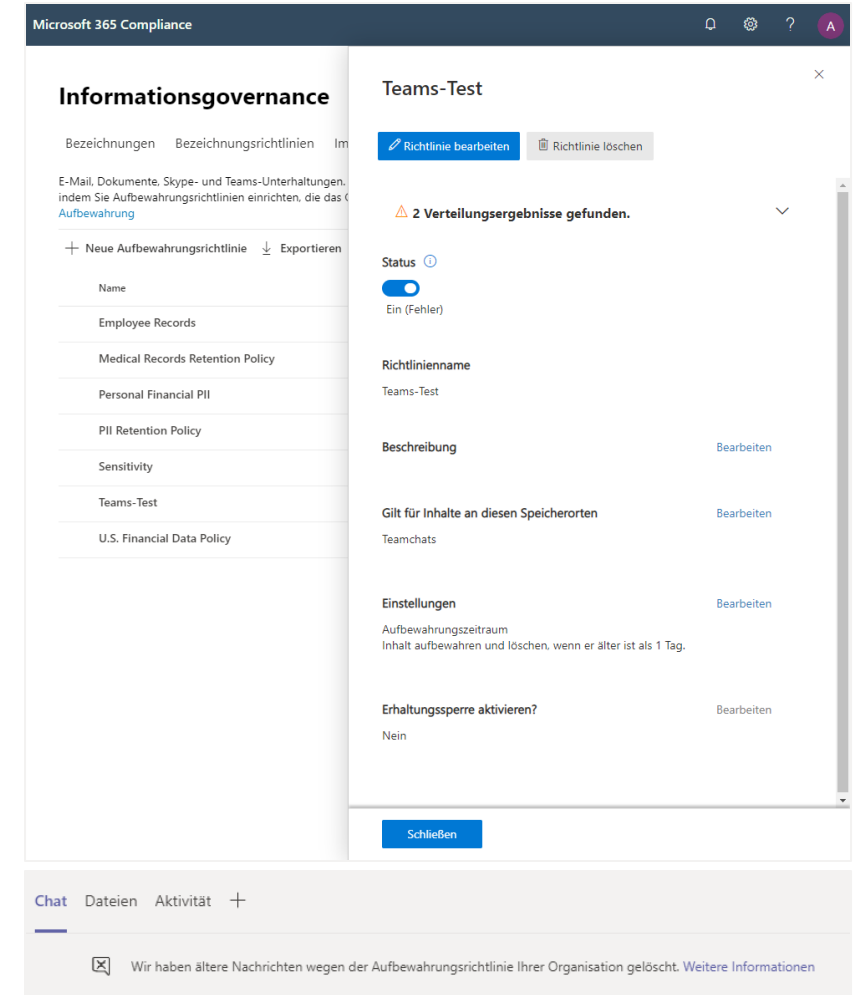 Microsoft 365 Compliance
?
A
Informationsgovernance
Bezeichnungen Bezeichnungsrichtlinien Im
E-Mail, Dokumente, Skype- und Teams-Unterhaltungen.
indem Sie Aufbewahrungsrichtlinien einrichten, die das
Aufbewahrung
Neue Aufbewahrungsrichtlinie Exportieren
Name
Employee Records
Medical Records Retention Policy
Personal Financial PII
PII Retention Policy
Sensitivity
Teams-Test
U.S. Financial Data Policy
Teams-Test
Richtlinie bearbeiten Richtlinie löschen
2 Verteilungsergebnisse gefunden.
Status
Ein (Fehler)
Richtlinienname
Teams-Test
Beschreibung Bearbeiten
Gilt für Inhalte an diesen Speicherorten Bearbeiten
Teamchats
Einstellungen Bearbeiten
Aufbewahrungszeitraum
Inhalt aufbewahren und löschen, wenn er älter ist als 1 Tag.
Erhaltungssperre aktivieren? Bearbeiten
Nein
Schließen
Chat Dateien Aktivität
Wir haben ältere Nachrichten wegen der Aufbewahrungsrichtlinie Ihrer Organisation gelöscht. Weitere Informationen